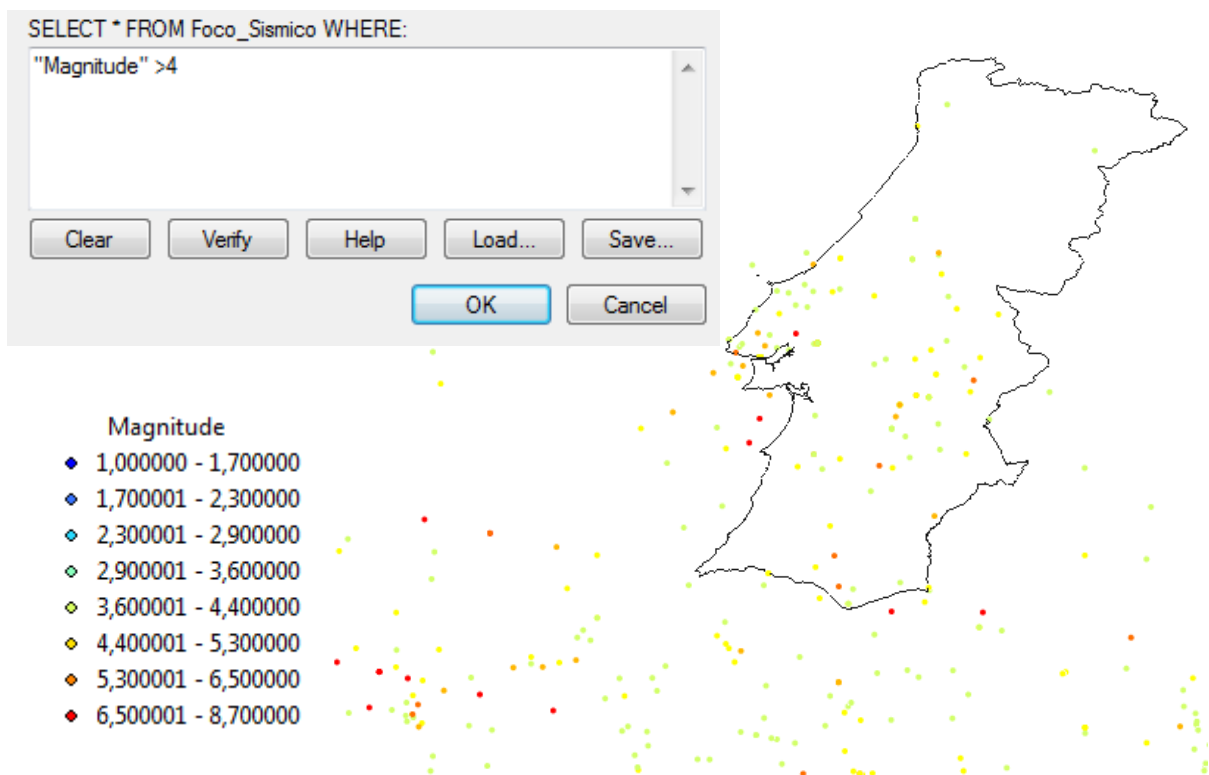 SELECT * FROM Foco_Sismico WHERE:
"Magnitude" >4
Clear Verify Help Load... Save...
OK Cancel
Magnitude
1,000000 - 1,700000
1,700001 - 2,300000
2,300001 - 2,900000
2,900001 - 3,600000
3,600001 - 4,400000
4,400001 - 5,300000
5,300001 - 6,500000
6,500001 - 8,700000